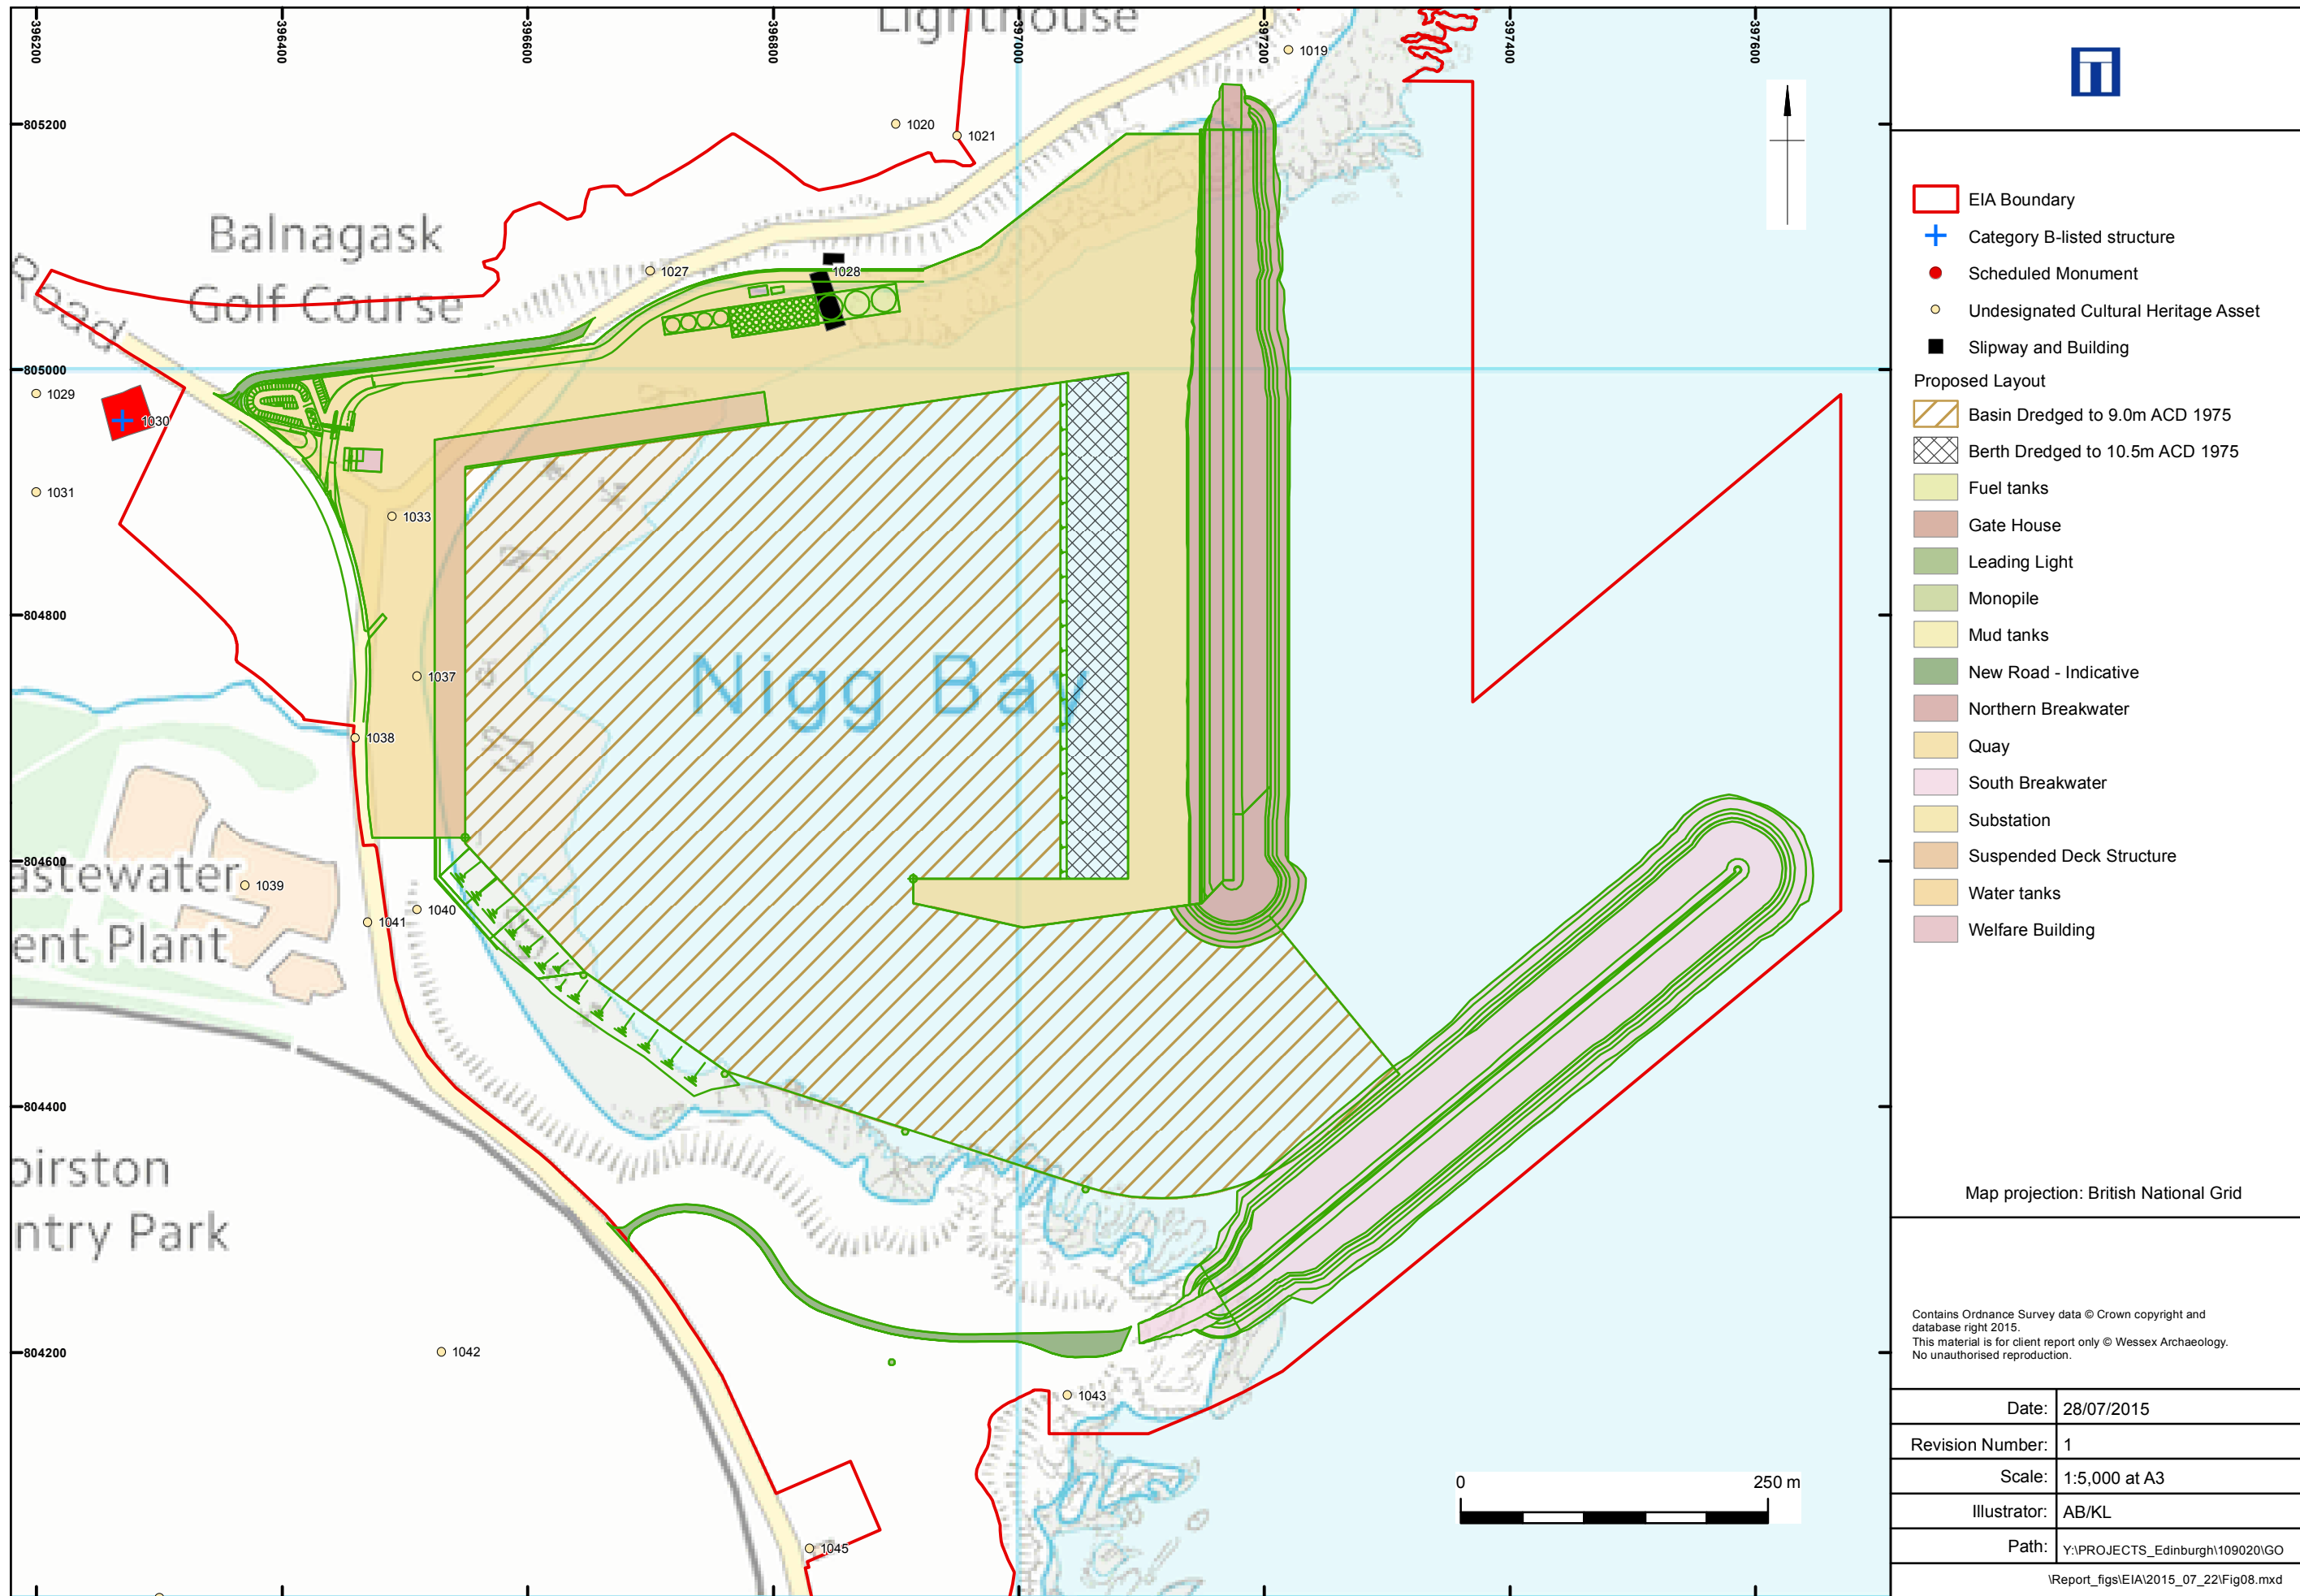 Lighthouse
396200
396400
396600
396800
397000
397200
397400
397600
1019
805200
1020
1021
Balnagask
Golf Course
Road
1027
1028
805000
1029
1030
1031
1033
804800
Nigg Bay
1037
1038
804600
astewater
1039
1040
1041
ent Plant
804400
oirston
ntry Park
804200
1042
1043
1045
0 250 m
EIA Boundary
Category B-listed structure
Scheduled Monument
Undesignated Cultural Heritage Asset
Slipway and Building
Proposed Layout
Basin Dredged to 9.0m ACD 1975
Berth Dredged to 10.5m ACD 1975
Fuel tanks
Gate House
Leading Light
Monopile
Mud tanks
New Road - Indicative
Northern Breakwater
Quay
South Breakwater
Substation
Suspended Deck Structure
Water tanks
Welfare Building
Map projection: British National Grid
Contains Ordnance Survey data © Crown copyright and
database right 2015.
This material is for client report only © Wessex Archaeology.
No unauthorised reproduction.
Date: 28/07/2015
Revision Number: 1
Scale: 1:5,000 at A3
Illustrator: AB/KL
Path: Y:\PROJECTS_Edinburgh\109020\GO
\Report_figs\EIA\2015_07_22\Fig08.mxd